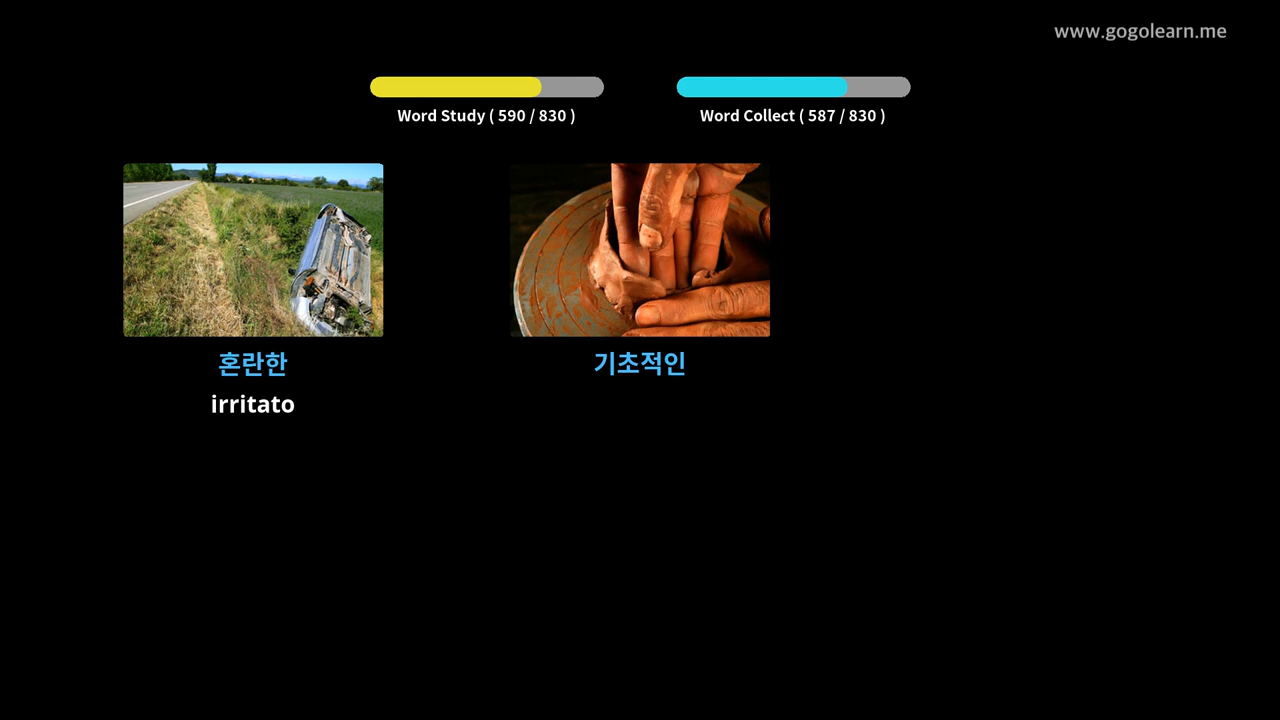 www.gogolearn.me
Word Study ( 590 / 830 )
Word Collect ( 587 / 830 )
혼란한
기초적인
irritato